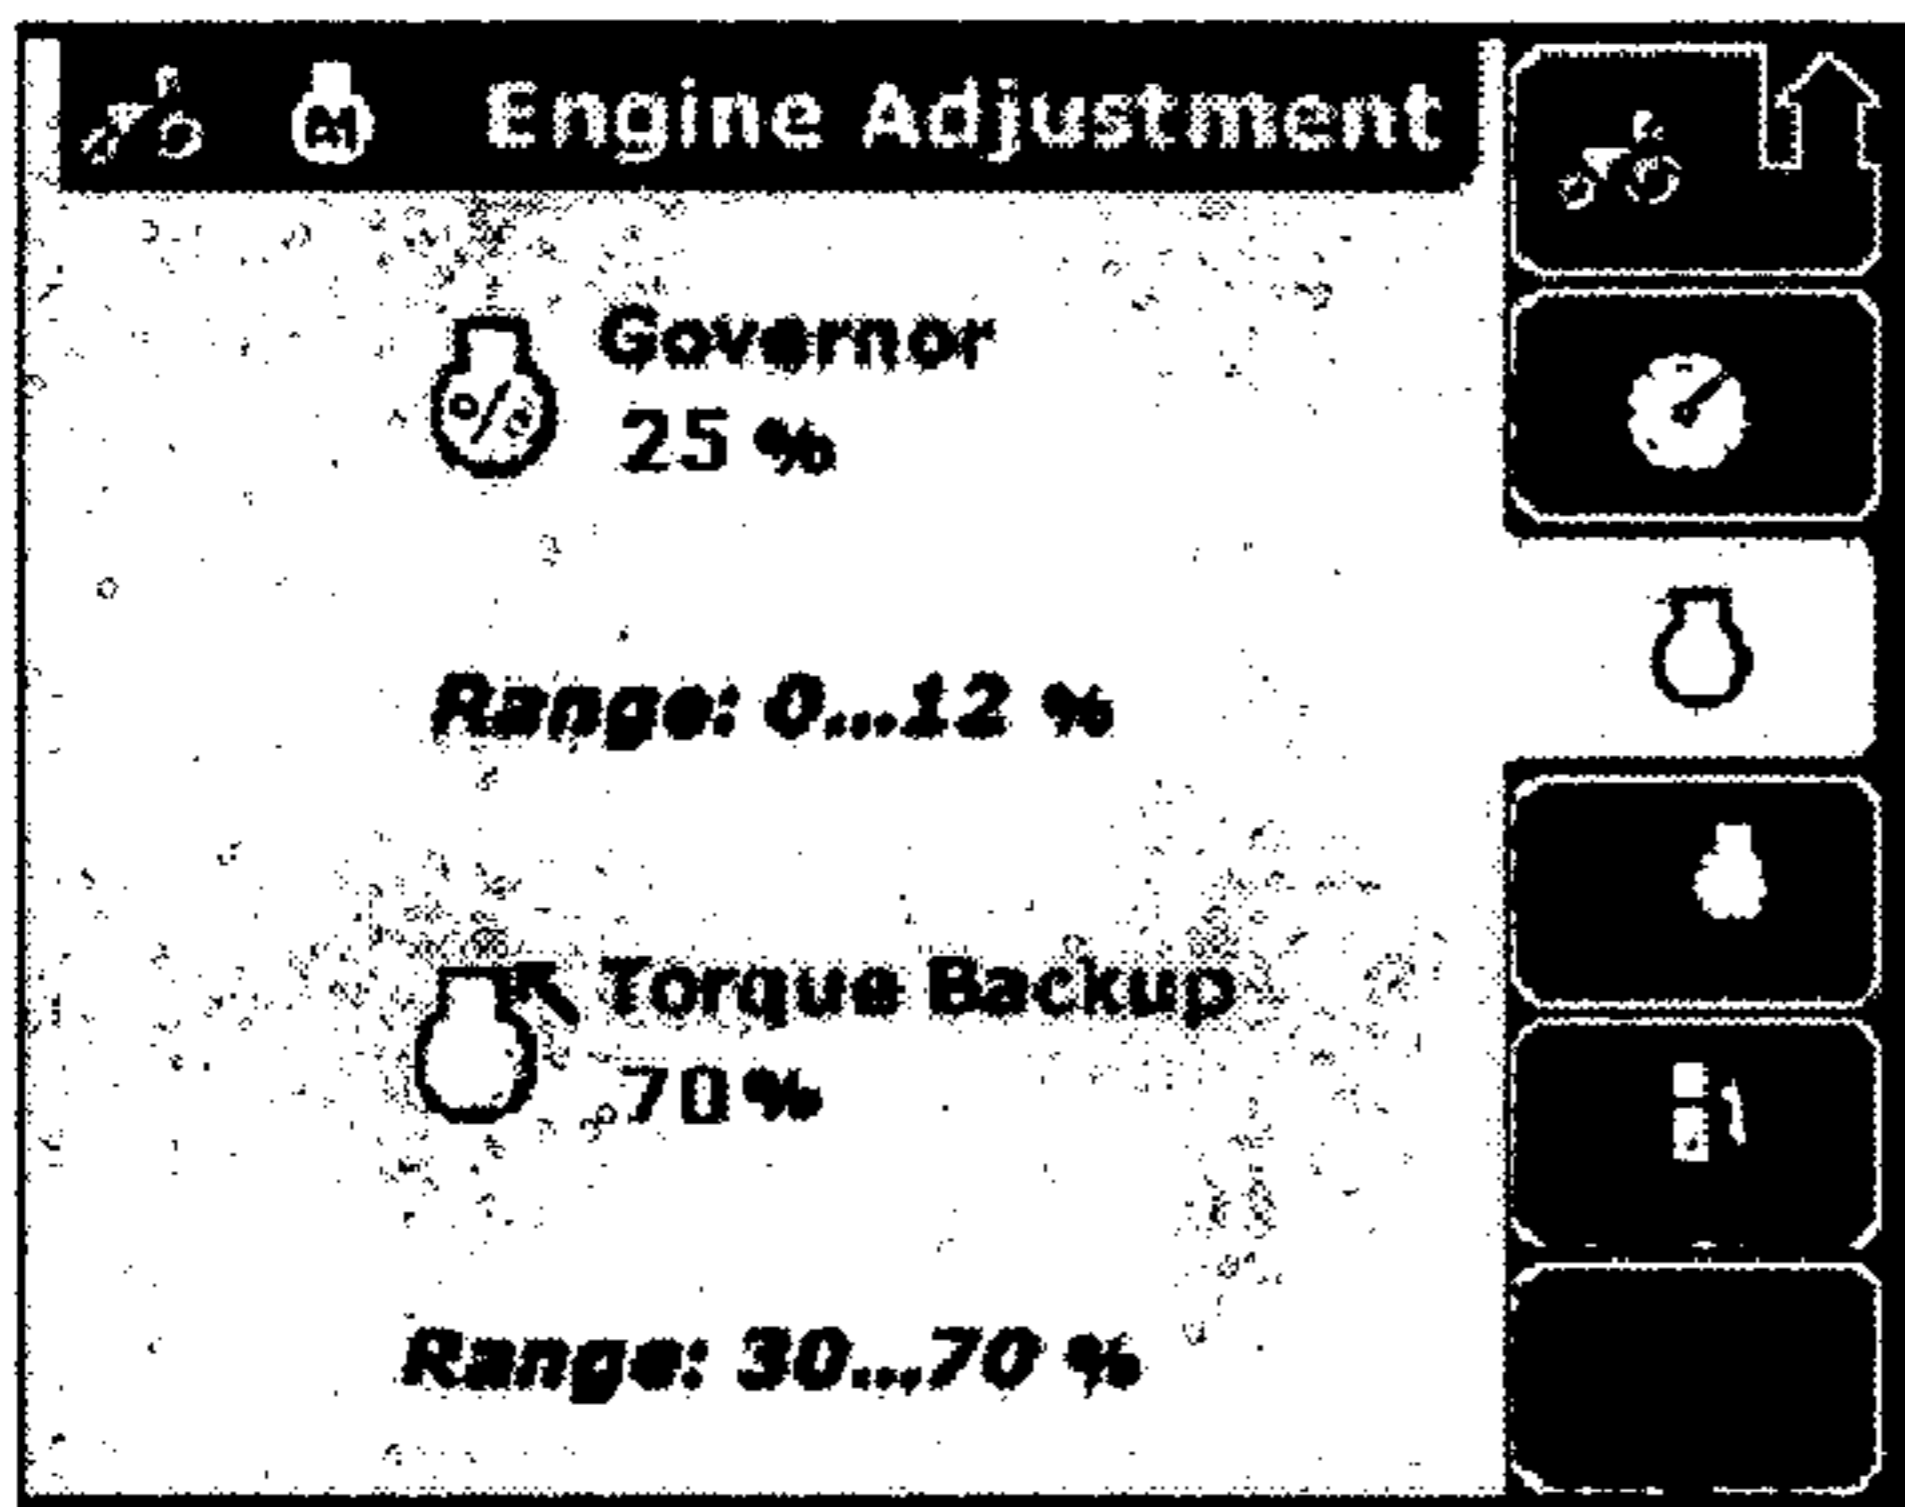 Engine Adjustment
Governor
25 %
Range: 0...12 %
Torque Backup
70 %
Range: 30...70 %